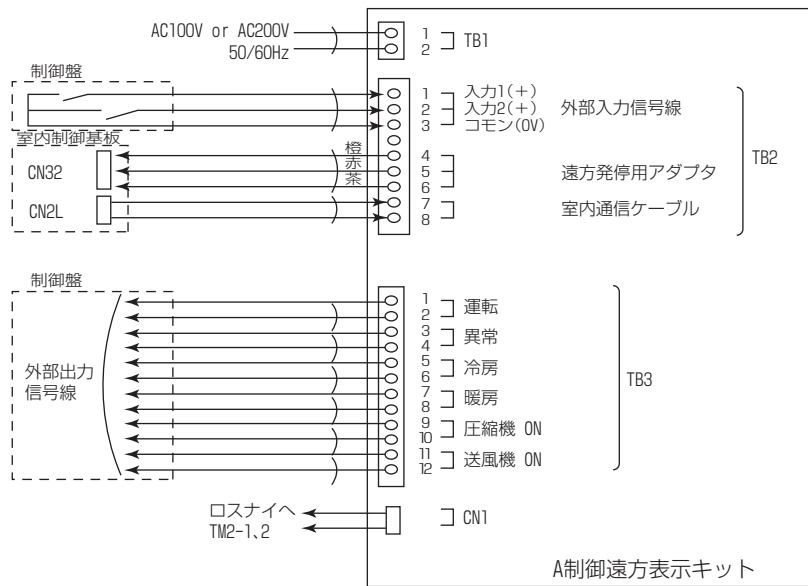 AC100V or AC200V
50/60Hz
1
2
TB1
制御盤
1
2
3
入力1(+)
入力2(+)
コモン(0V)
外部入力信号線
室内制御基板
CN32
橙
赤
茶
4
5
6
遠方発停用アダプタ
TB2
CN2L
7
8
室内通信ケーブル
制御盤
外部出力
信号線
1
2
運転
3
4
異常
5
6
冷房
TB3
7
8
暖房
9
10
圧縮機 ON
11
12
送風機 ON
ロスナイへ
TM2-1、2
CN1
A制御遠方表示キット